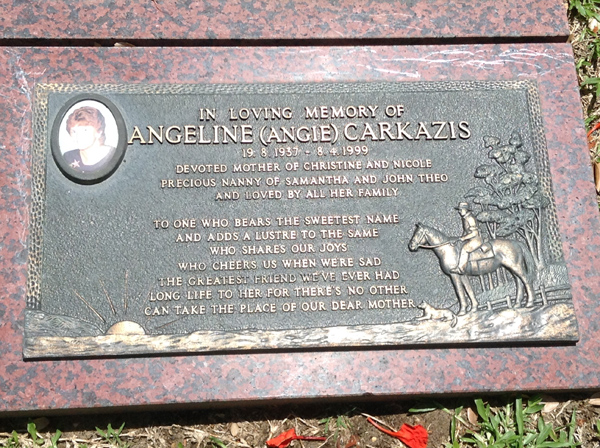 IN LOVING MEMORY OF
ANGELINE (ANGIE) CARKAZIS
19.8.1937 - 8.4.1999
DEVOTED MOTHER OF CHRISTINE AND NICOLE
PRECIOUS NANNY OF SAMANTHA AND JOHN THEO
AND LOVED BY ALL HER FAMILY
TO ONE WHO BEARS THE SWEETEST NAME
AND ADDS A LUSTRE TO THE SAME
WHO SHARES OUR JOYS
WHO CHEERS US WHEN WE'RE SAD
THE GREATEST FRIEND WE'VE EVER HAD
LONG LIFE TO HER FOR THERE'S NO OTHER
CAN TAKE THE PLACE OF OUR DEAR MOTHER